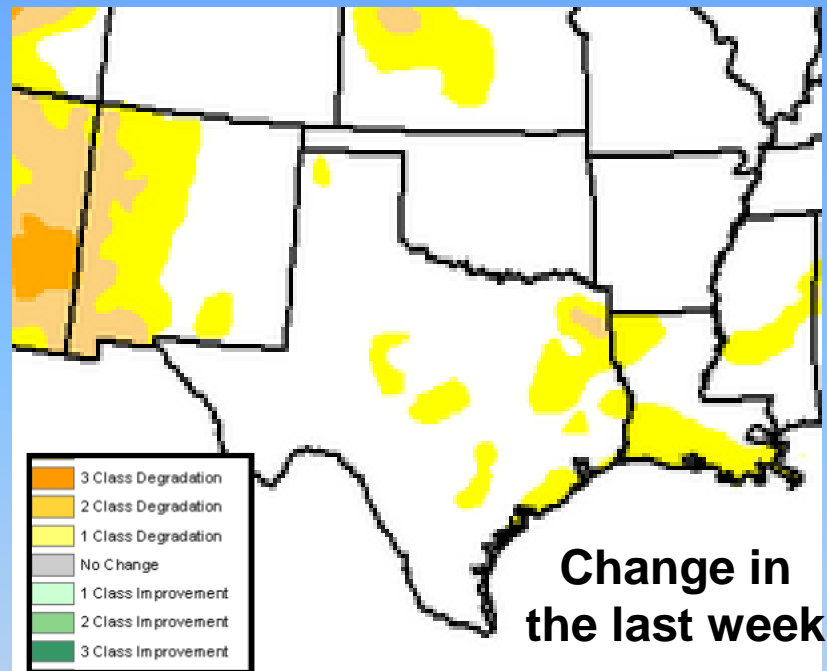 3 Class Degradation
2 Class Degradation
1 Class Degradation
No Change
1 Class Improvement
2 Class Improvement
3 Class Improvement
Change in
the last week